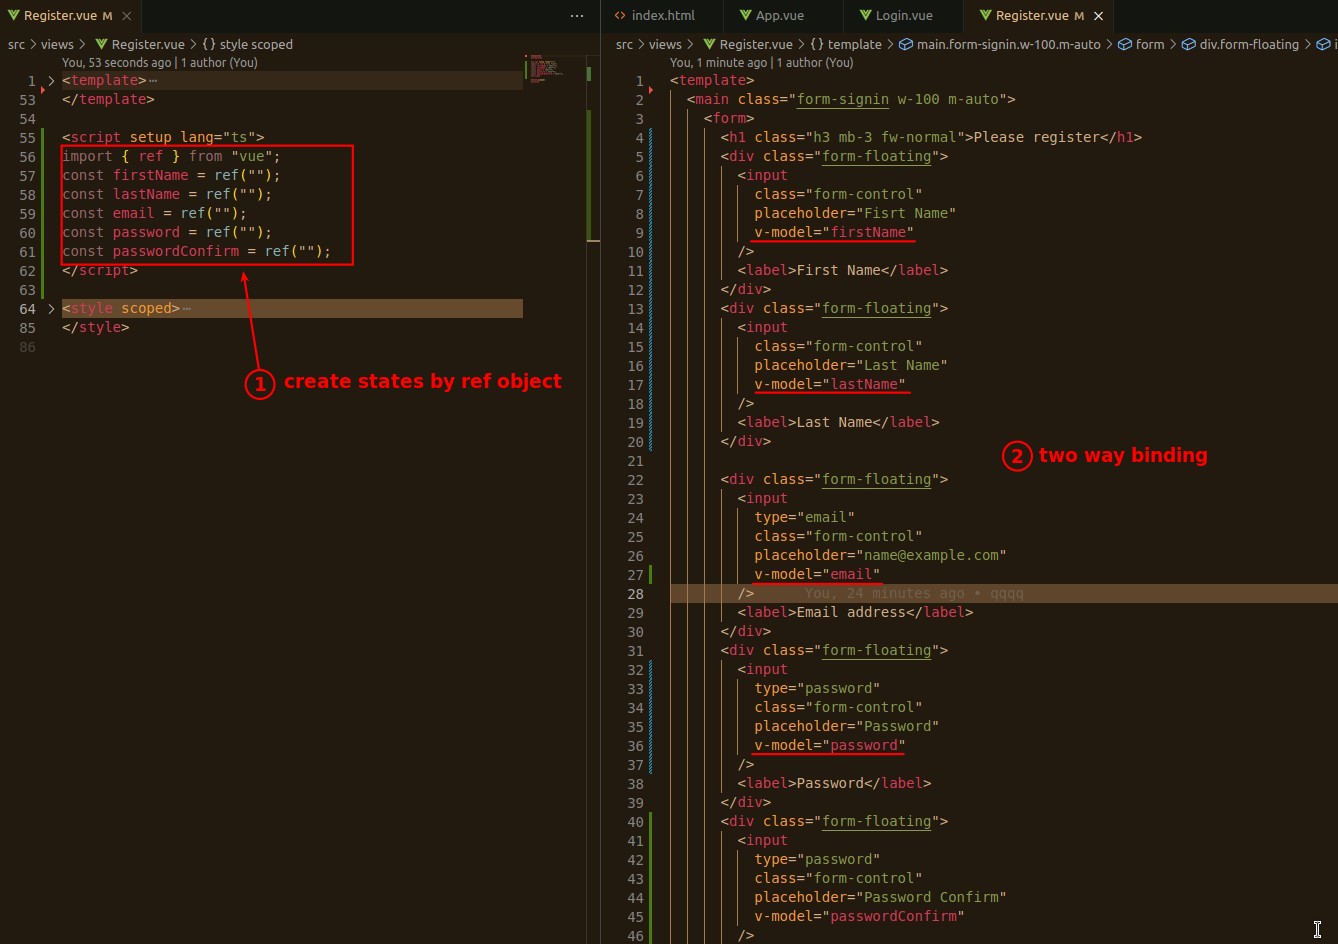 Register.vue M
src > views > Register.vue > {} style scoped
You, 53 seconds ago | 1 author (You)
1 <template>
53 </template>
54
55 <script setup lang="ts">
56 import { ref } from "vue";
57 const firstName = ref("");
58 const lastName = ref("");
59 const email = ref("");
60 const password = ref("");
61 const passwordConfirm = ref("");
62 </script>
63
64 <style scoped>
85 </style>
86
1 create states by ref object
index.html App.vue Login.vue Register.vue M
src > views > Register.vue > {} template > main.form-signin.w-100.m-auto > form > div.form-floating > i
You, 1 minute ago | 1 author (You)
1 <template>
2 <main class="form-signin w-100 m-auto">
3 <form>
4 <h1 class="h3 mb-3 fw-normal">Please register</h1>
5 <div class="form-floating">
6 <input
7 class="form-control"
8 placeholder="Fisrt Name"
9 v-model="firstName"
10 />
11 <label>First Name</label>
12 </div>
13 <div class="form-floating">
14 <input
15 class="form-control"
16 placeholder="Last Name"
17 v-model="lastName"
18 />
19 <label>Last Name</label>
20 </div>
21
22 <div class="form-floating">
23 <input
24 type="email"
25 class="form-control"
26 placeholder="name@example.com"
27 v-model="email"
28 /> You, 24 minutes ago • qqqq
29 <label>Email address</label>
30 </div>
31 <div class="form-floating">
32 <input
33 type="password"
34 class="form-control"
35 placeholder="Password"
36 v-model="password"
37 />
38 <label>Password</label>
39 </div>
40 <div class="form-floating">
41 <input
42 type="password"
43 class="form-control"
44 placeholder="Password Confirm"
45 v-model="passwordConfirm"
46 />
2 two way binding